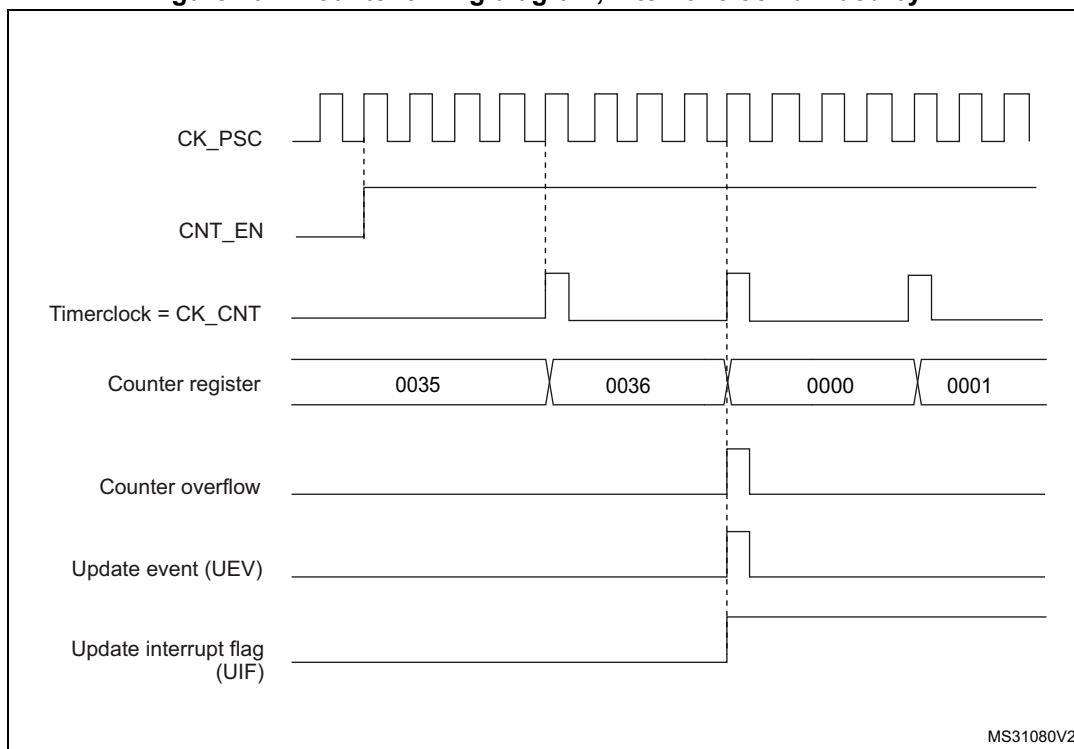 CK_PSC
CNT_EN
Timerclock = CK_CNT
Counter register 0035 0036 0000 0001
Counter overflow
Update event (UEV)
Update interrupt flag
(UIF)
MS31080V2